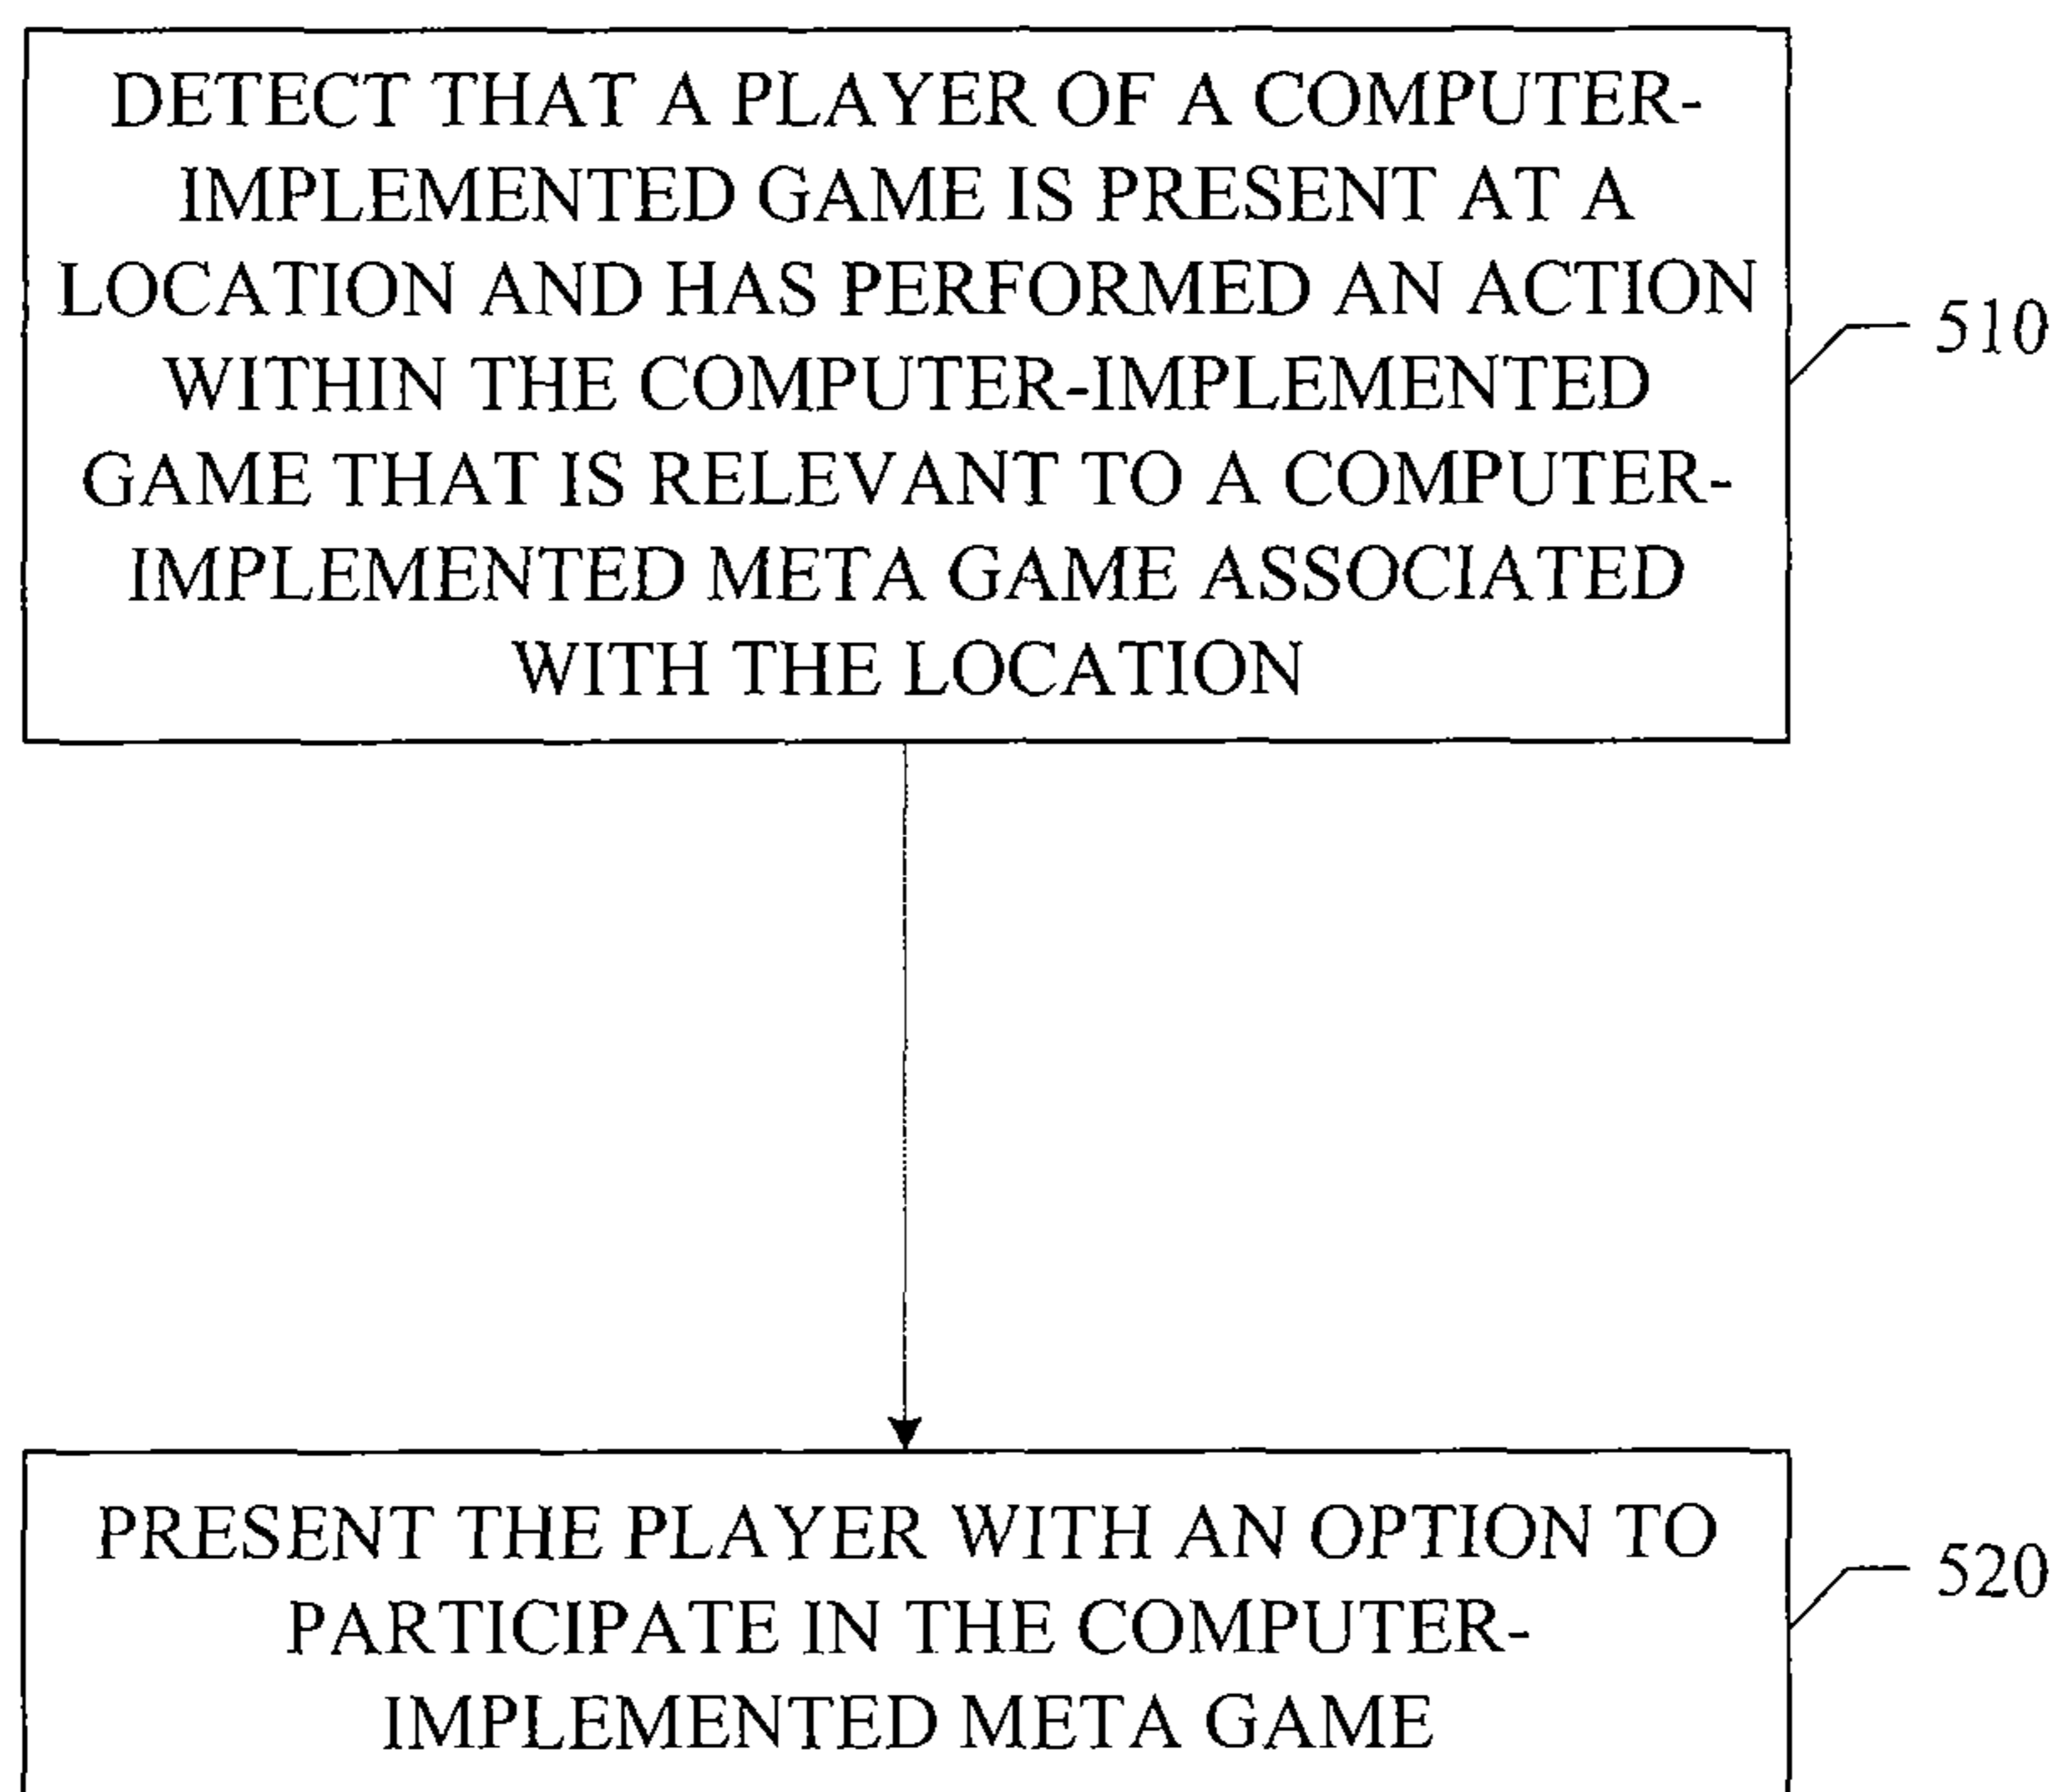 DETECT THAT A PLAYER OF A COMPUTER-
IMPLEMENTED GAME IS PRESENT AT A
LOCATION AND HAS PERFORMED AN ACTION
WITHIN THE COMPUTER-IMPLEMENTED
GAME THAT IS RELEVANT TO A COMPUTER-
IMPLEMENTED META GAME ASSOCIATED
WITH THE LOCATION
510
PRESENT THE PLAYER WITH AN OPTION TO
PARTICIPATE IN THE COMPUTER-
IMPLEMENTED META GAME
520